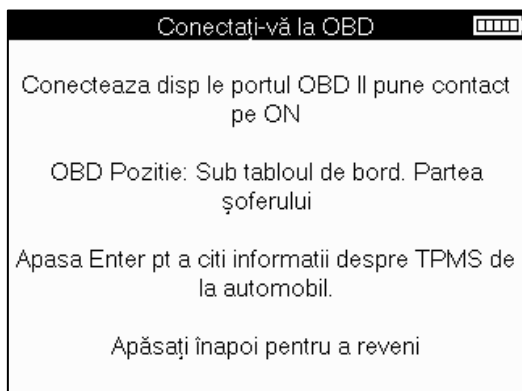 Conectați-vă la OBD
Conecteaza disp le portul OBD II pune contact
pe ON
OBD Pozitie: Sub tabloul de bord. Partea
șoferului
Apasa Enter pt a citi informatii despre TPMS de
la automobil.
Apăsați înapoi pentru a reveni